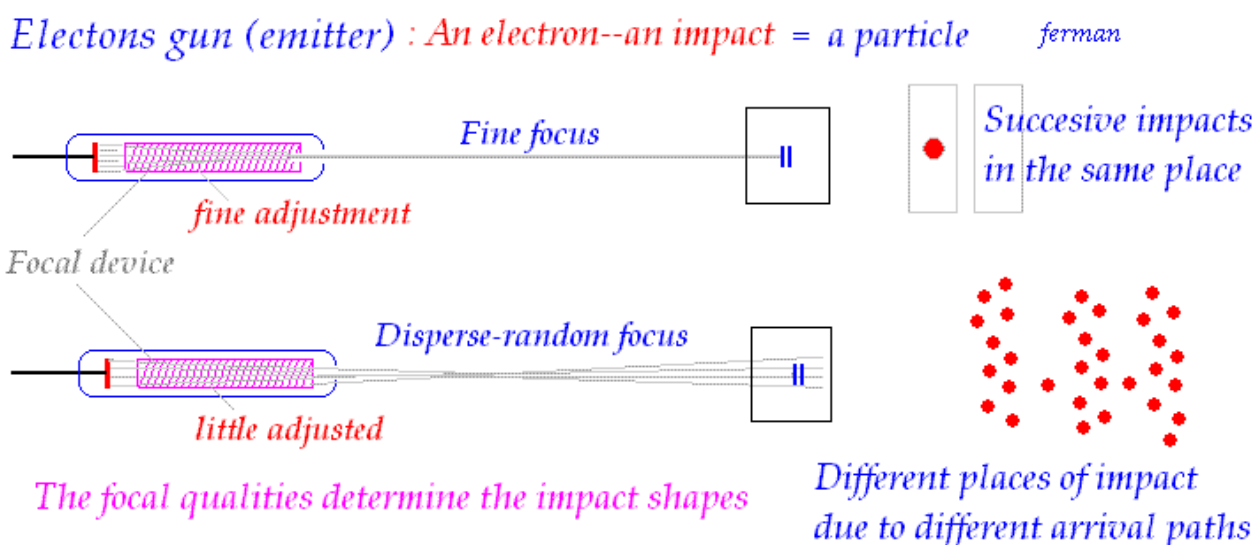 Electons gun (emitter) : An electron--an impact = a particle ferman
Fine focus
Succesive impacts
in the same place
fine adjustment
Focal device
Disperse-random focus
little adjusted
The focal qualities determine the impact shapes
Different places of impact
due to different arrival paths